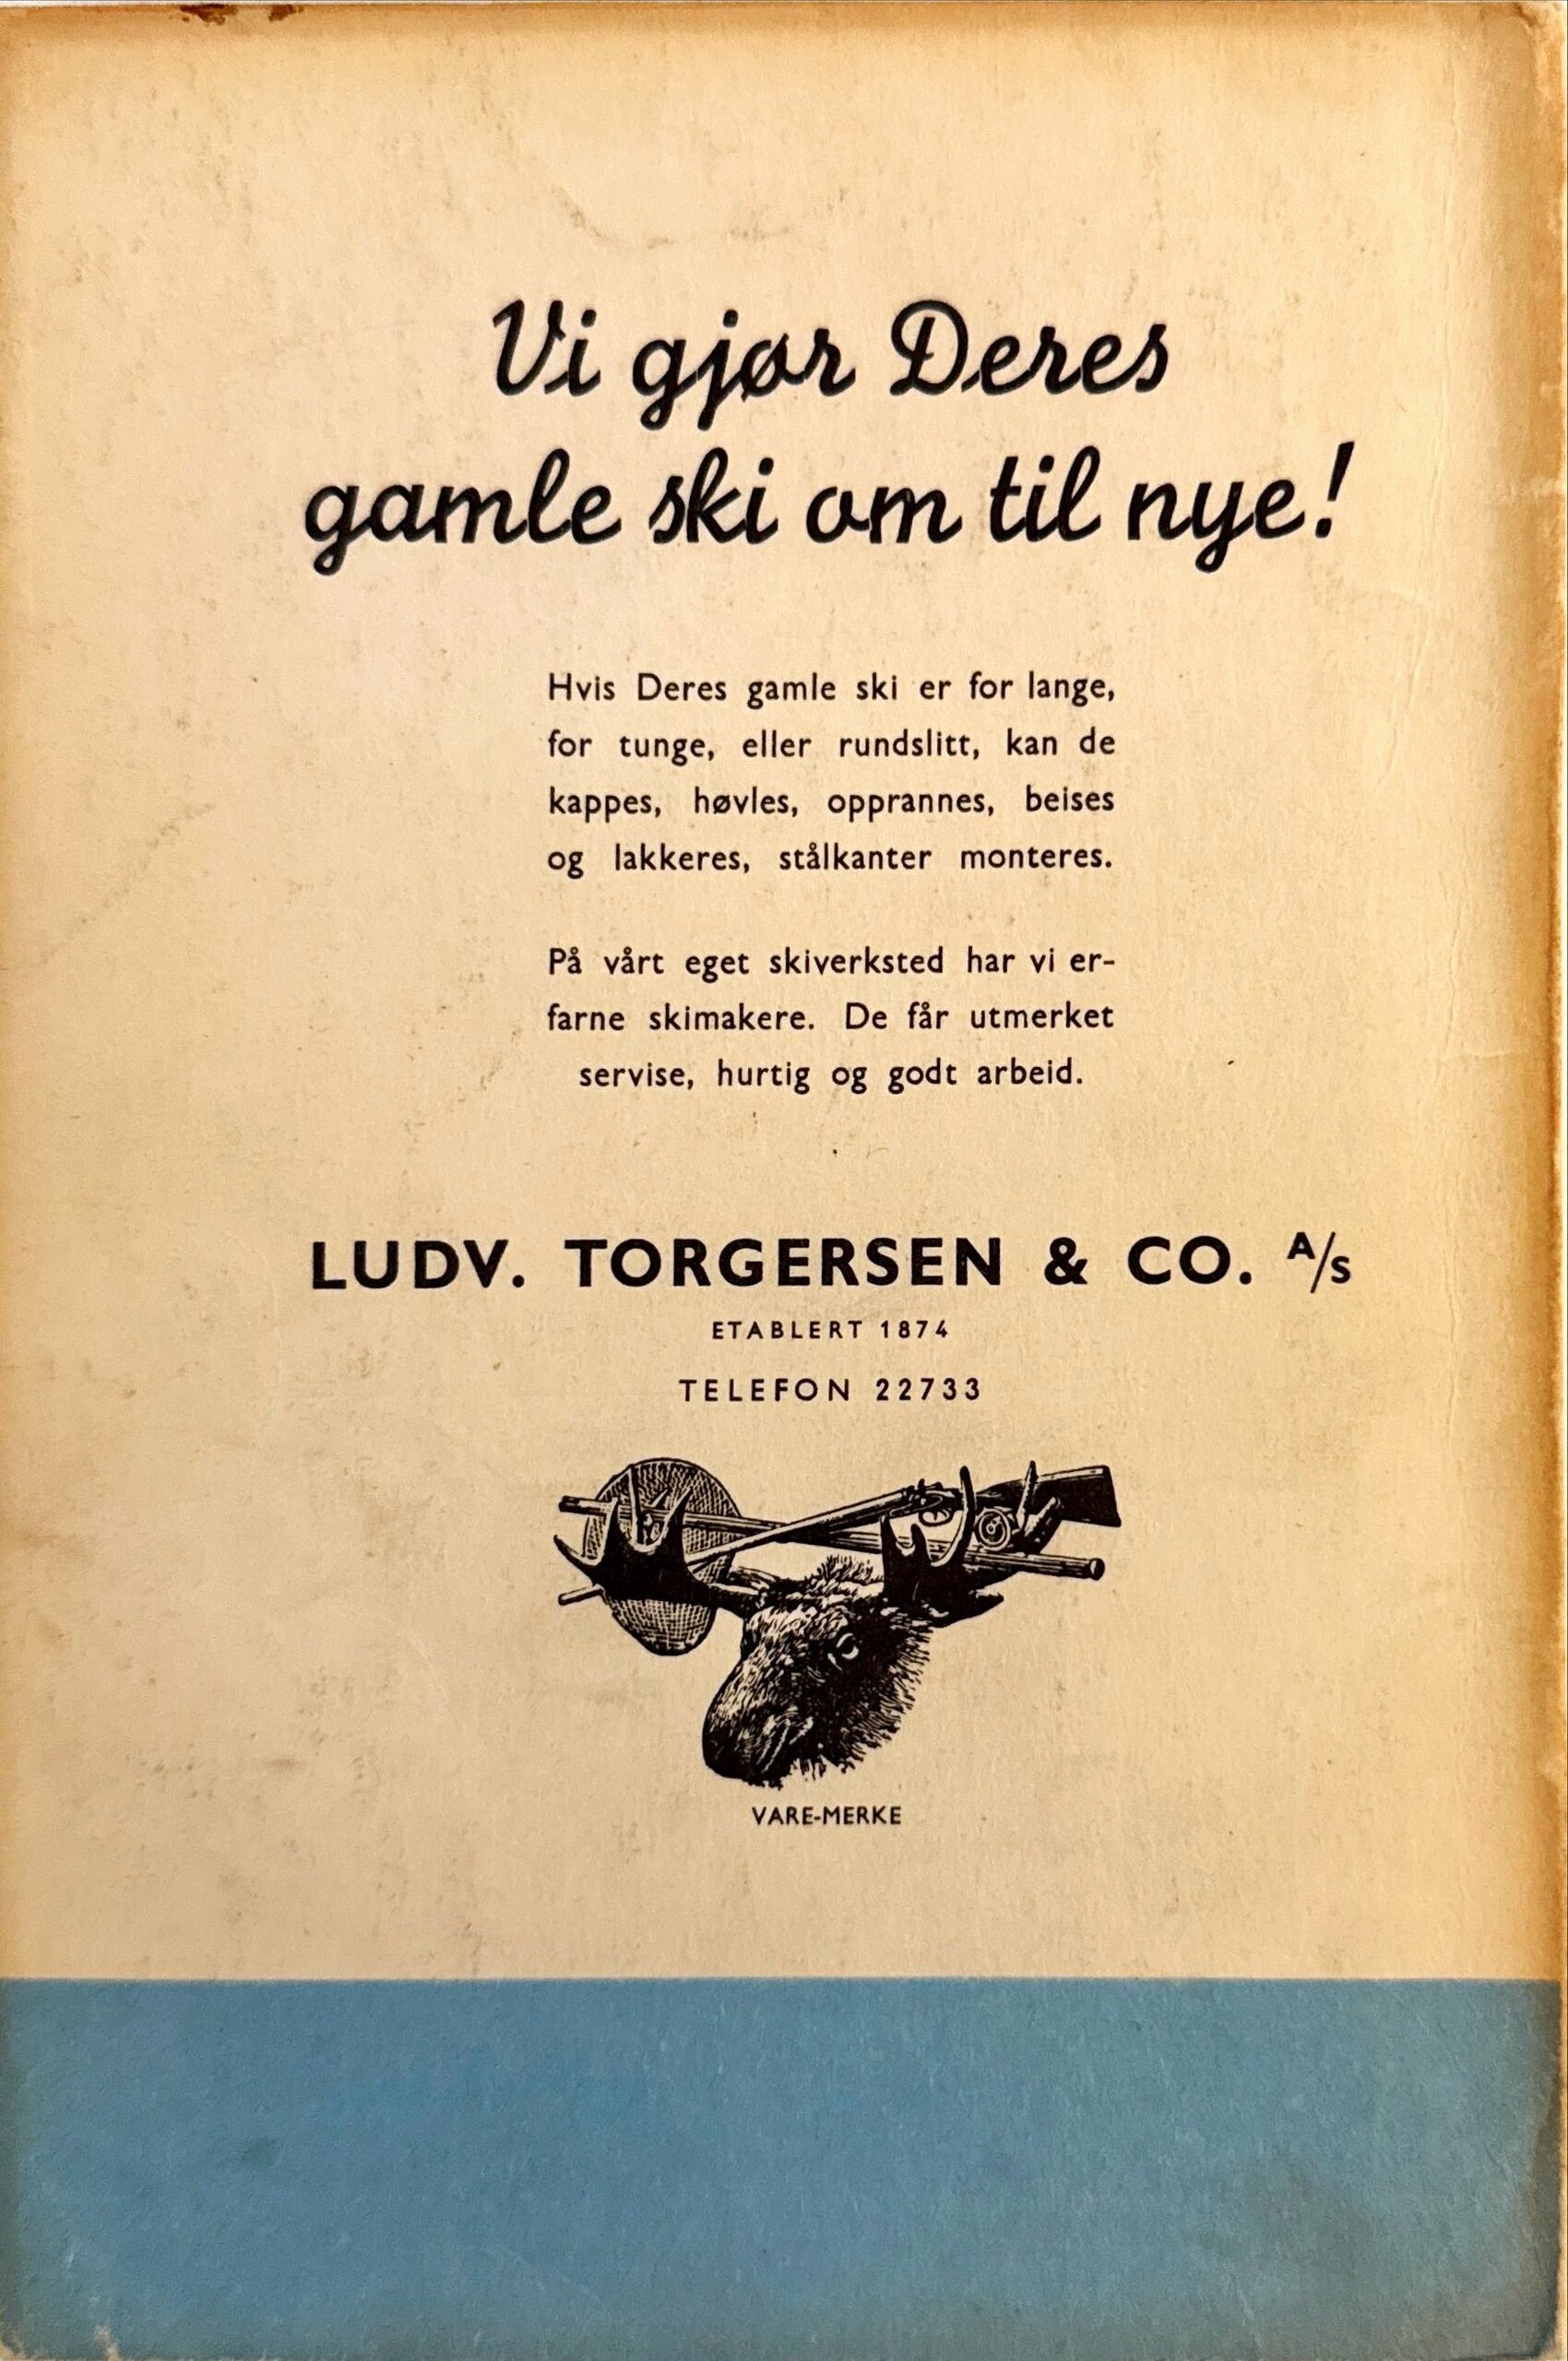 Vi gjør Deres
gamle ski om til nye!
Hvis Deres gamle ski er for lange,
for tunge, eller rundslitt, kan de
kappes, høvles, opprannes, beises
og lakkeres, stålkanter monteres.
På vårt eget skiverksted har vi er-
farne skimakere. De får utmerket
servise, hurtig og godt arbeid.
LUDV. TORGERSEN & CO. A/S
ETABLERT 1874
TELEFON 22733
VARE-MERKE